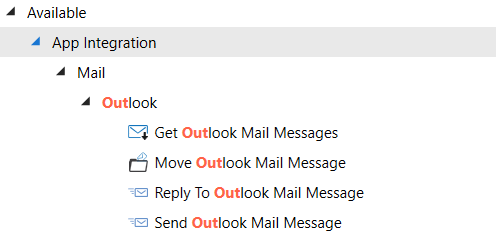 Available
App Integration
Mail
Outlook
Get Outlook Mail Messages
Move Outlook Mail Message
Reply To Outlook Mail Message
Send Outlook Mail Message